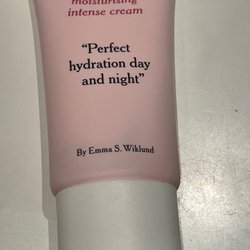 moisturising
intense cream
“Perfect
hydration day
and night”
By Emma S. Wiklund